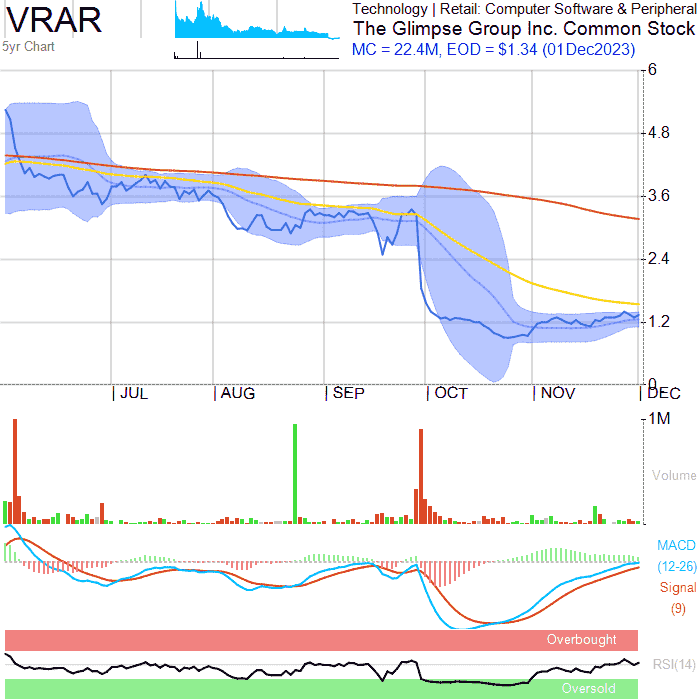 VRAR
Technology | Retail: Computer Software & Peripheral
The Glimpse Group Inc. Common Stock
5yr Chart
MC = 22.4M, EOD = $1.34 (01Dec2023)
6
4.8
3.6
2.4
1.2
0
| JUL | AUG | SEP | OCT | NOV | DEC
1M
Volume
MACD
(12-26)
Signal
(9)
Overbought
RSI(14)
Oversold